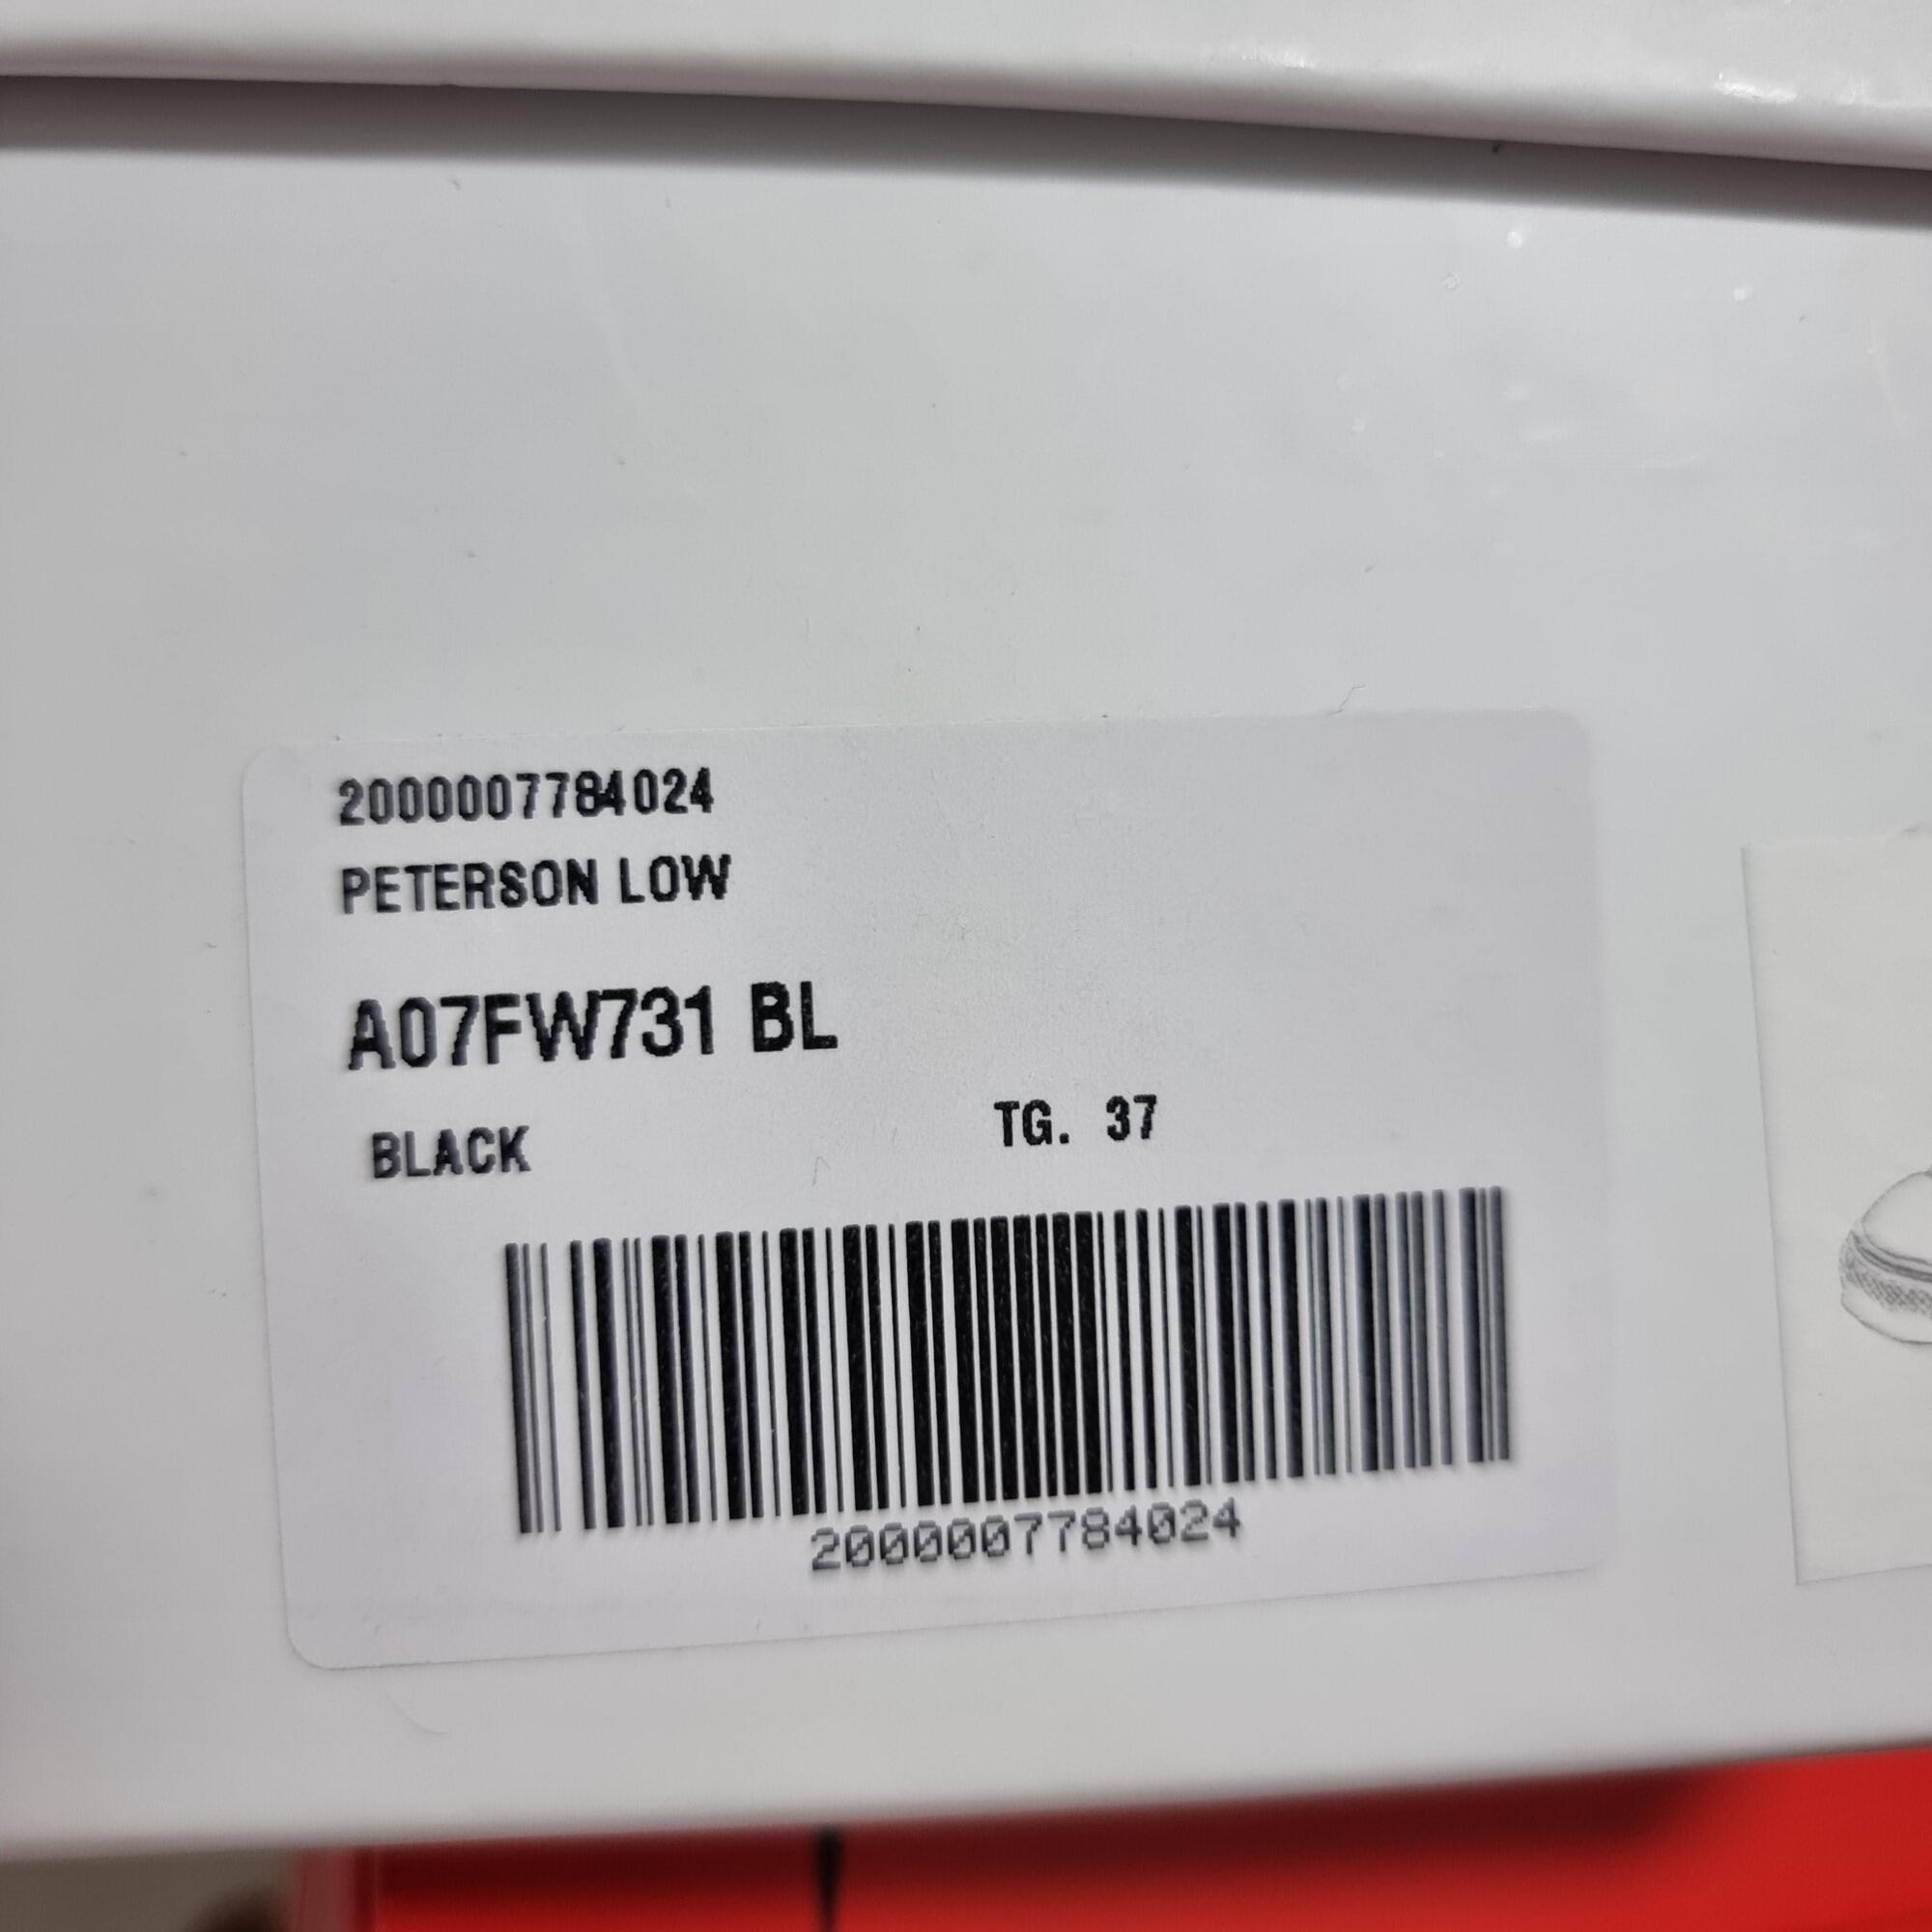 2000007784024
PETERSON LOW
A07FW731 BL
BLACK
TG. 37
2000007784024